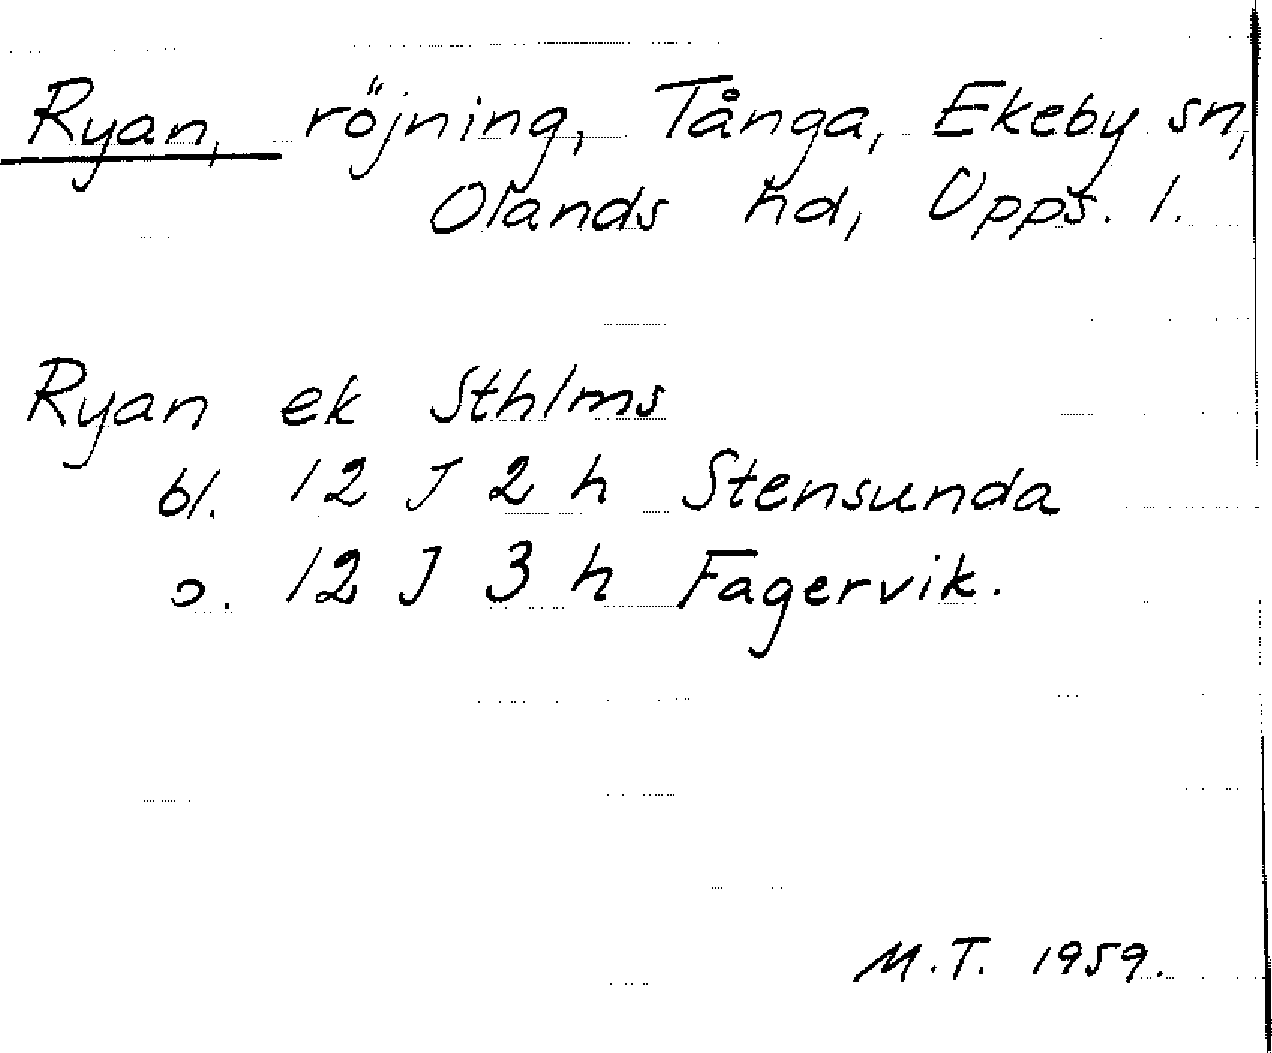 Ryan, röjning, Tånga, Ekeby sn,
Olands hd, Upps. l.
Ryan ek Sthlms
bl. 12 J 2 h Stensunda
o. 12 J 3 h Fagervik.
M.T. 1959.